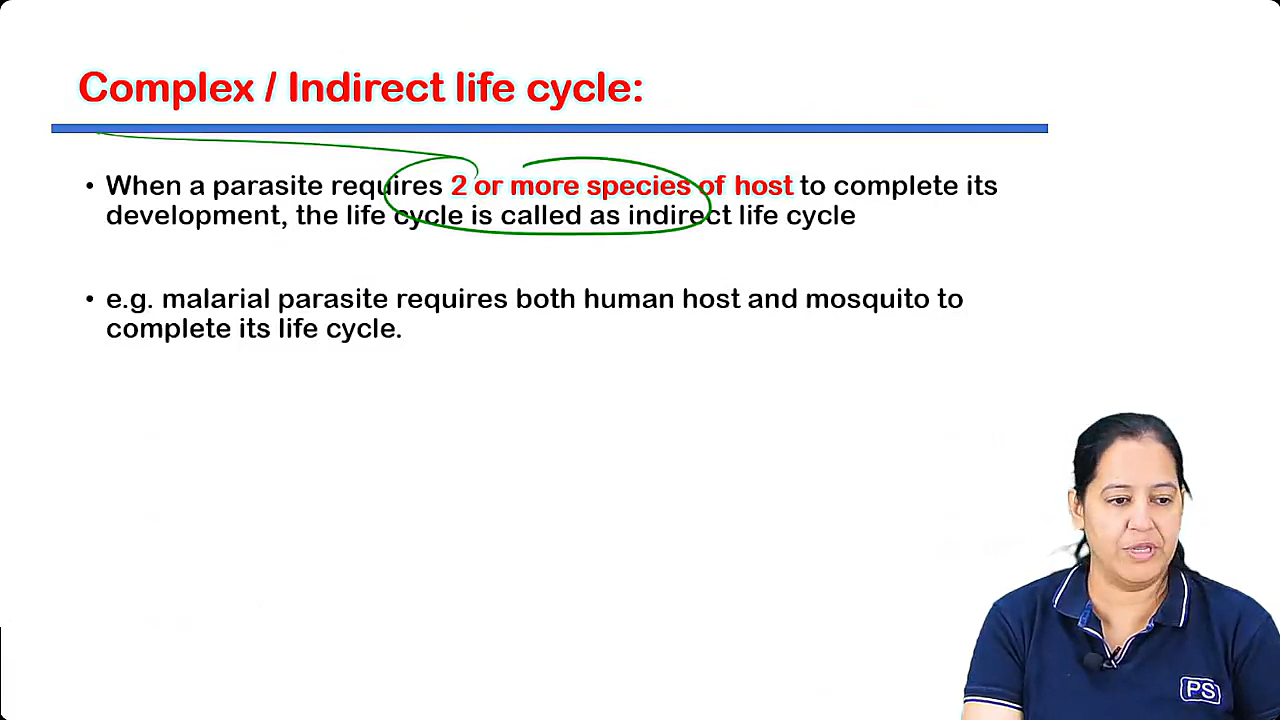 Complex / Indirect life cycle:
• When a parasite requires 2 or more species of host to complete its
development, the life cycle is called as indirect life cycle
• e.g. malarial parasite requires both human host and mosquito to
complete its life cycle.
PS